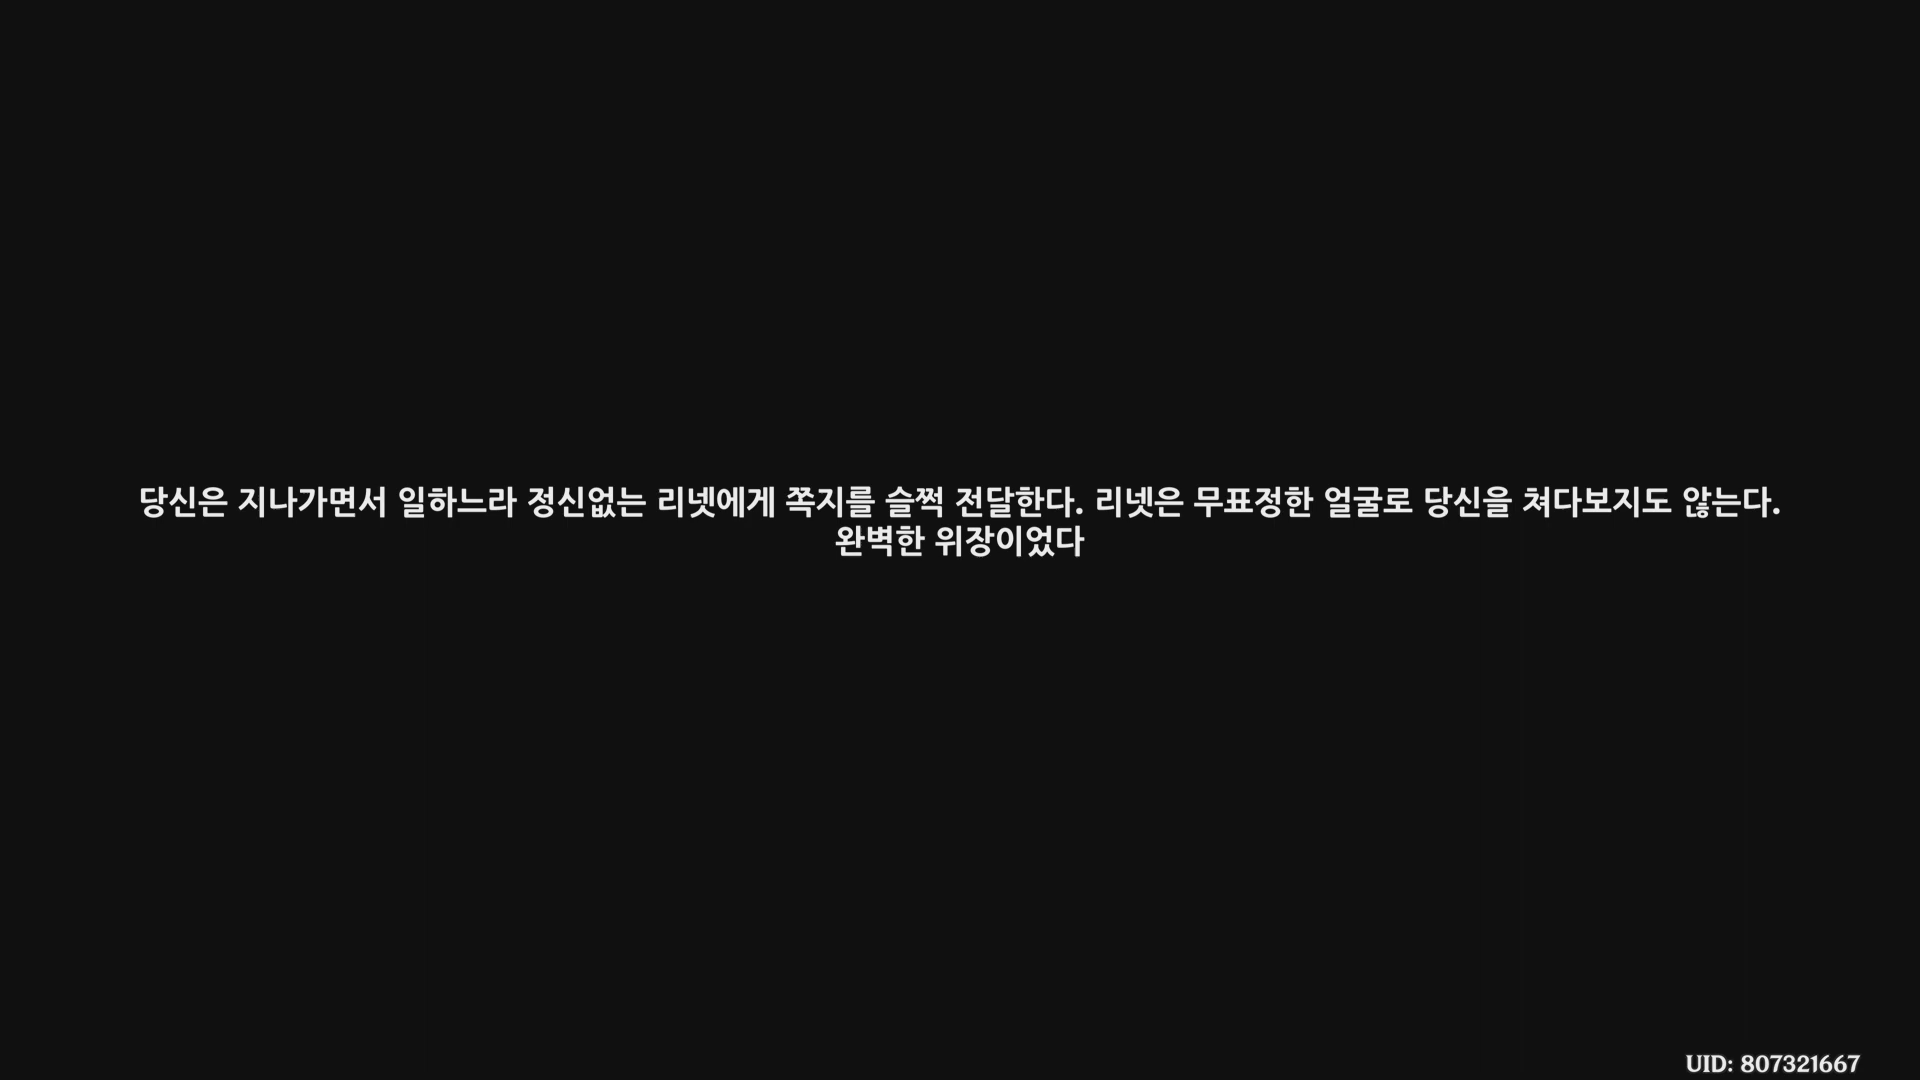 당신은 지나가면서 일하느라 정신없는 리넷에게 쪽지를 슬쩍 전달한다. 리넷은 무표정한 얼굴로 당신을 쳐다보지도 않는다.
완벽한 위장이었다
UID: 807321667